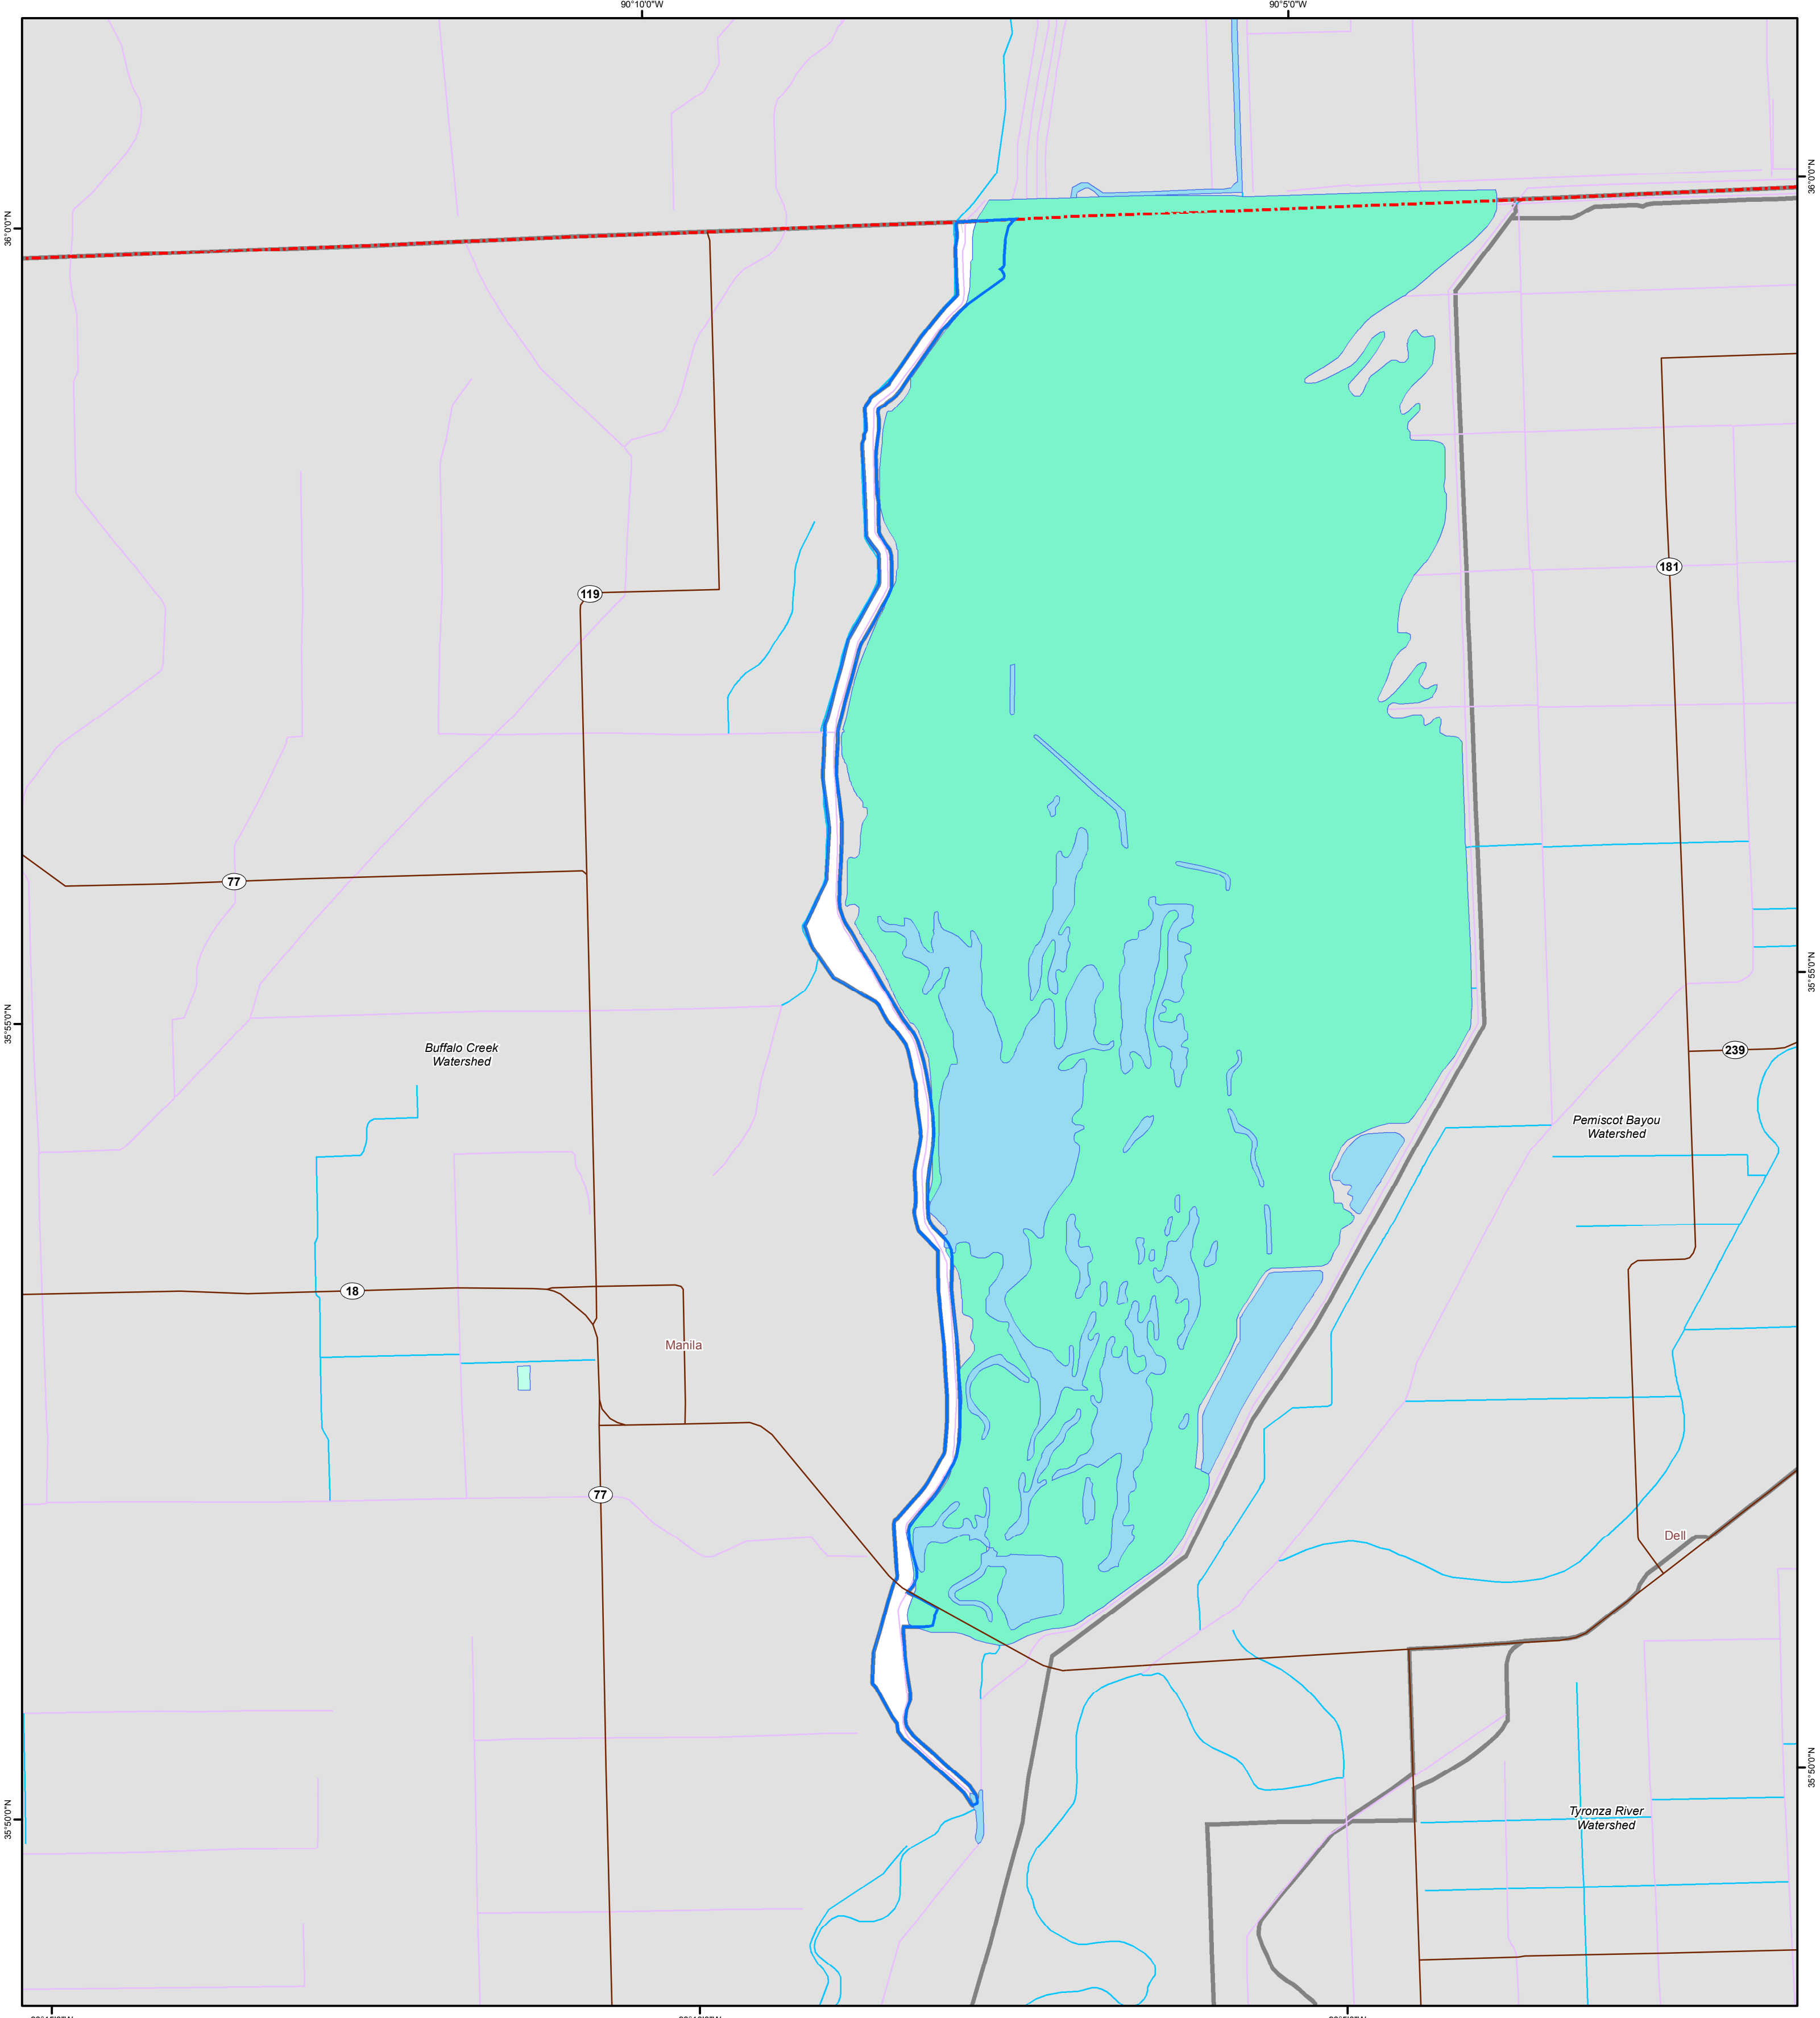 90°10'0"W
90°5'0"W
36°0'0"N
36°0'0"N
119
181
77
35°55'0"N
35°55'0"N
Buffalo Creek
Watershed
239
Pemiscot Bayou
Watershed
18
Manila
77
Dell
35°50'0"N
35°50'0"N
Tyronza River
Watershed